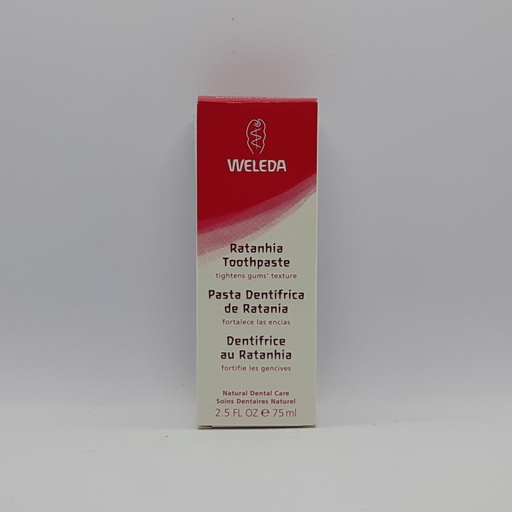 WELEDA
Ratanhia
Toothpaste
tightens gums' texture
Pasta Dentífrica
de Ratania
fortalece las encías
Dentifrice
au Ratanhia
fortifie les gencives
Natural Dental Care
Soins Dentaires Naturel
2.5 FL OZ ℮ 75 ml